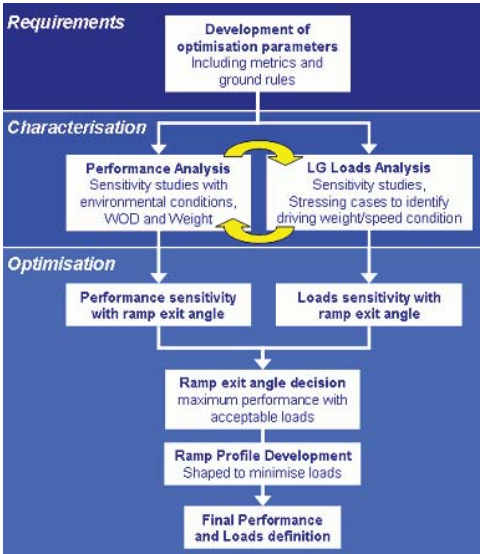 Requirements
Development of
optimisation parameters
Including metrics and
ground rules
Characterisation
Performance Analysis
Sensitivity studies with
environmental conditions,
WOD and Weight
LG Loads Analysis
Sensitivity studies,
Stressing cases to identify
driving weight/speed condition
Optimisation
Performance sensitivity
with ramp exit angle
Loads sensitivity with
ramp exit angle
Ramp exit angle decision
maximum performance with
acceptable loads
Ramp Profile Development
Shaped to minimise loads
Final Performance
and Loads definition